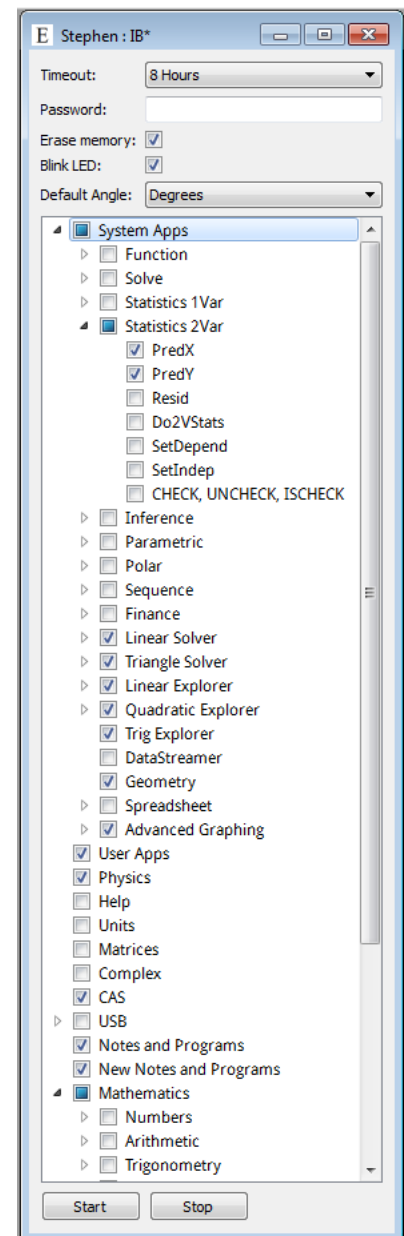 E Stephen : IB*
Timeout: 8 Hours
Password:
Erase memory:
Blink LED:
Default Angle: Degrees
System Apps
Function
Solve
Statistics 1Var
Statistics 2Var
PredX
PredY
Resid
Do2VStats
SetDepend
SetIndep
CHECK, UNCHECK, ISCHECK
Inference
Parametric
Polar
Sequence
Finance
Linear Solver
Triangle Solver
Linear Explorer
Quadratic Explorer
Trig Explorer
DataStreamer
Geometry
Spreadsheet
Advanced Graphing
User Apps
Physics
Help
Units
Matrices
Complex
CAS
USB
Notes and Programs
New Notes and Programs
Mathematics
Numbers
Arithmetic
Trigonometry
Start Stop